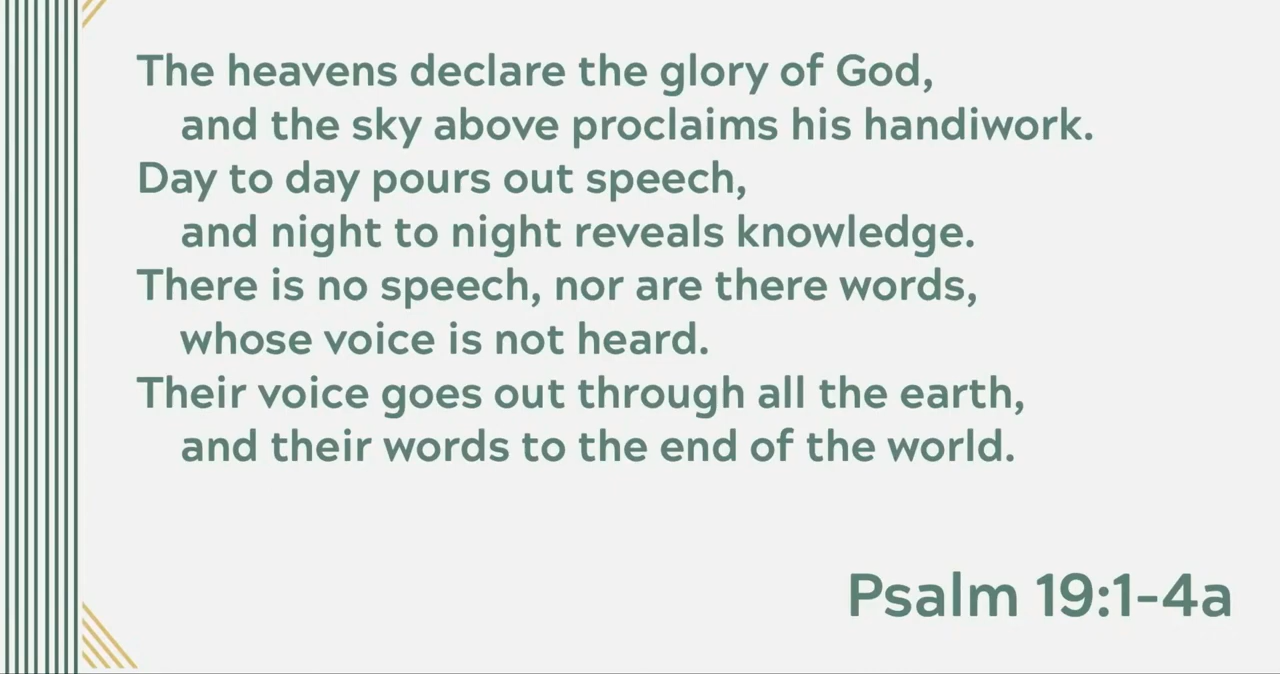 The heavens declare the glory of God,
and the sky above proclaims his handiwork.
Day to day pours out speech,
and night to night reveals knowledge.
There is no speech, nor are there words,
whose voice is not heard.
Their voice goes out through all the earth,
and their words to the end of the world.
Psalm 19:1-4a